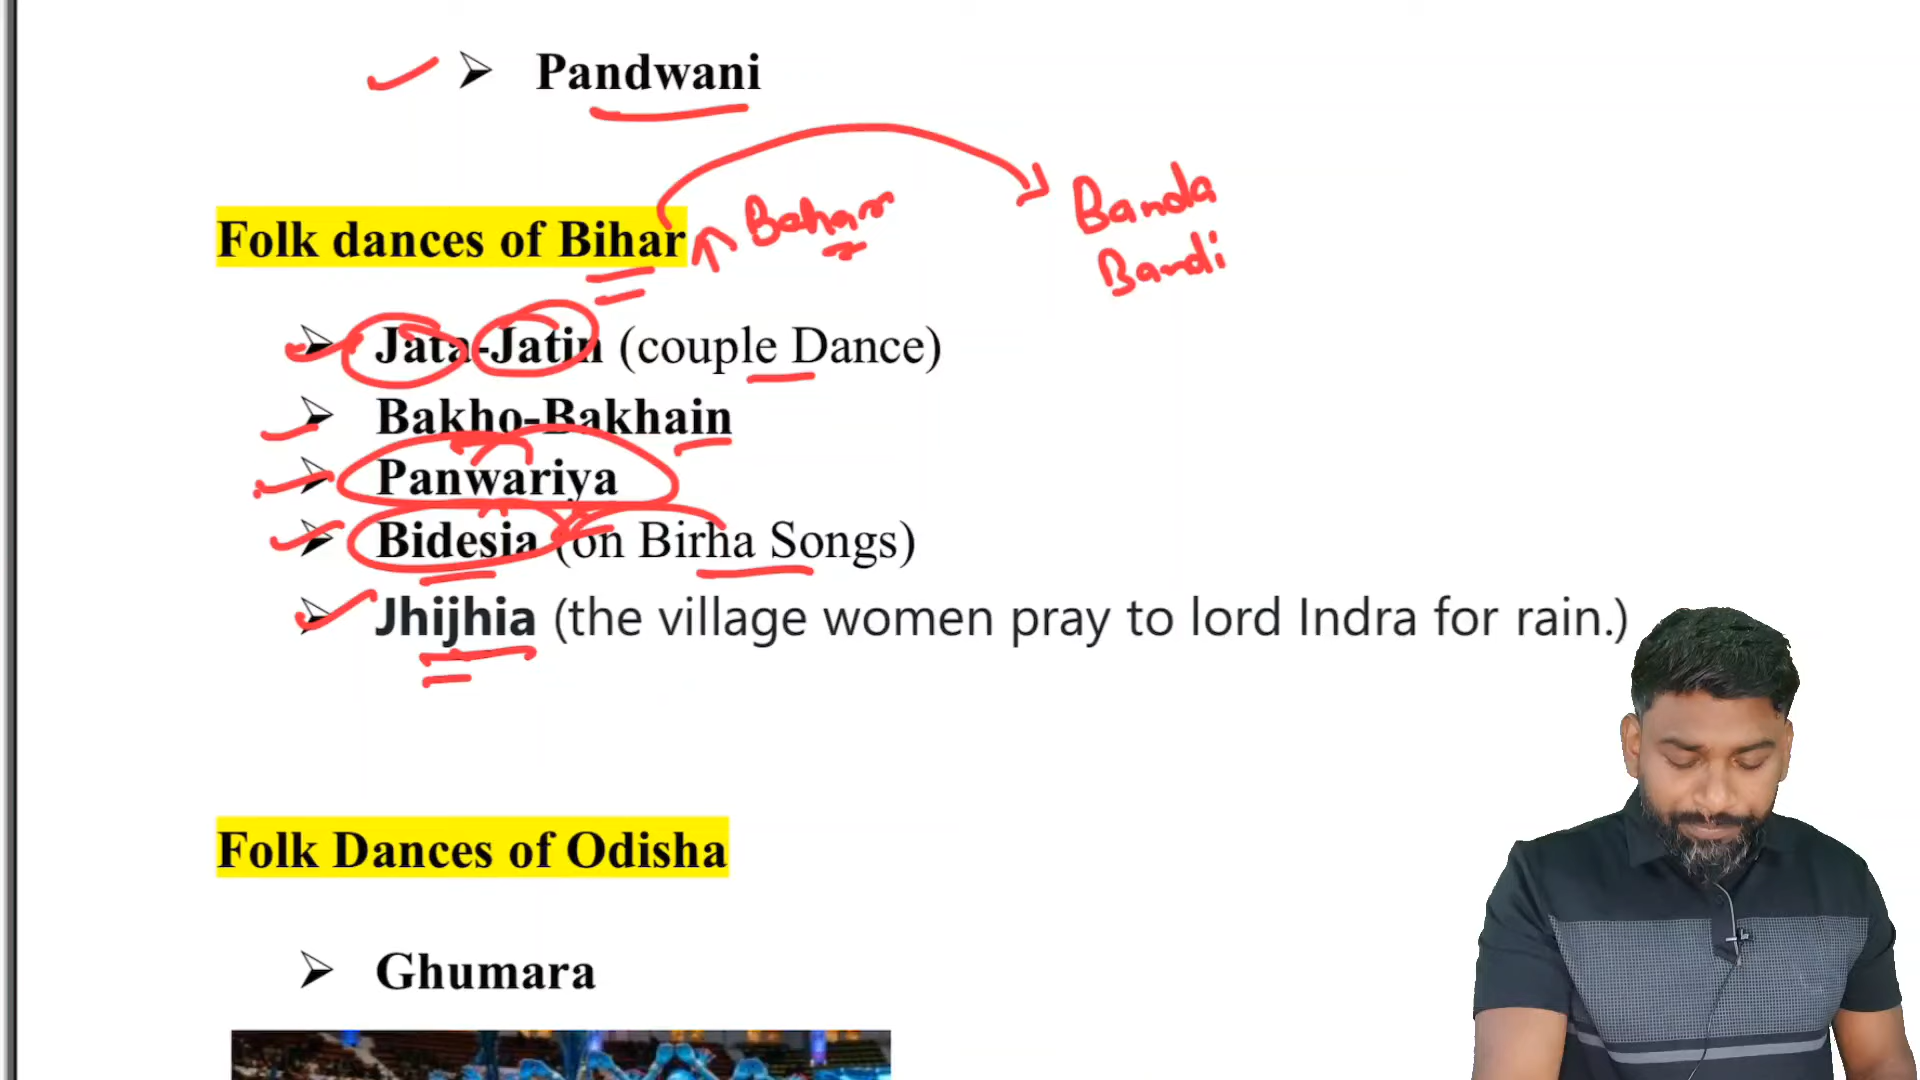 ➢ Pandwani
Folk dances of Bihar
Bahar
Banda
Bandi
➢ Jata-Jatin (couple Dance)
➢ Bakho-Bakhain
➢ Panwariya
➢ Bidesia (on Birha Songs)
➢ Jhijhia (the village women pray to lord Indra for rain.)
Folk Dances of Odisha
➢ Ghumara